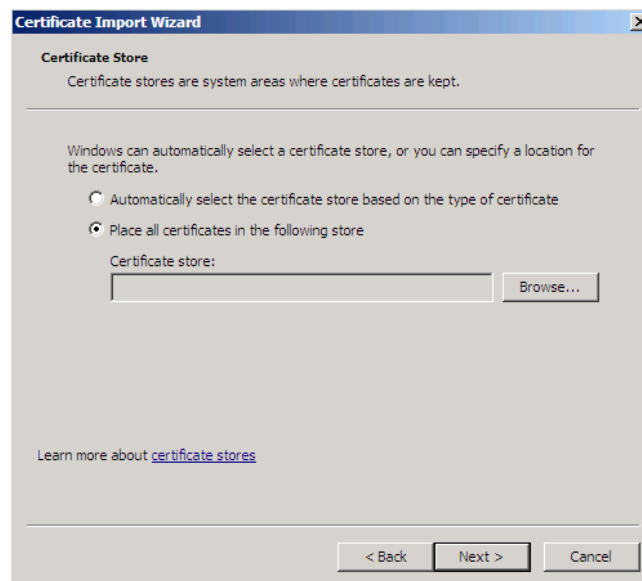 Certificate Import Wizard
Certificate Store
Certificate stores are system areas where certificates are kept.
Windows can automatically select a certificate store, or you can specify a location for
the certificate.
Automatically select the certificate store based on the type of certificate
Place all certificates in the following store
Certificate store:
Browse...
Learn more about certificate stores
< Back
Next >
Cancel